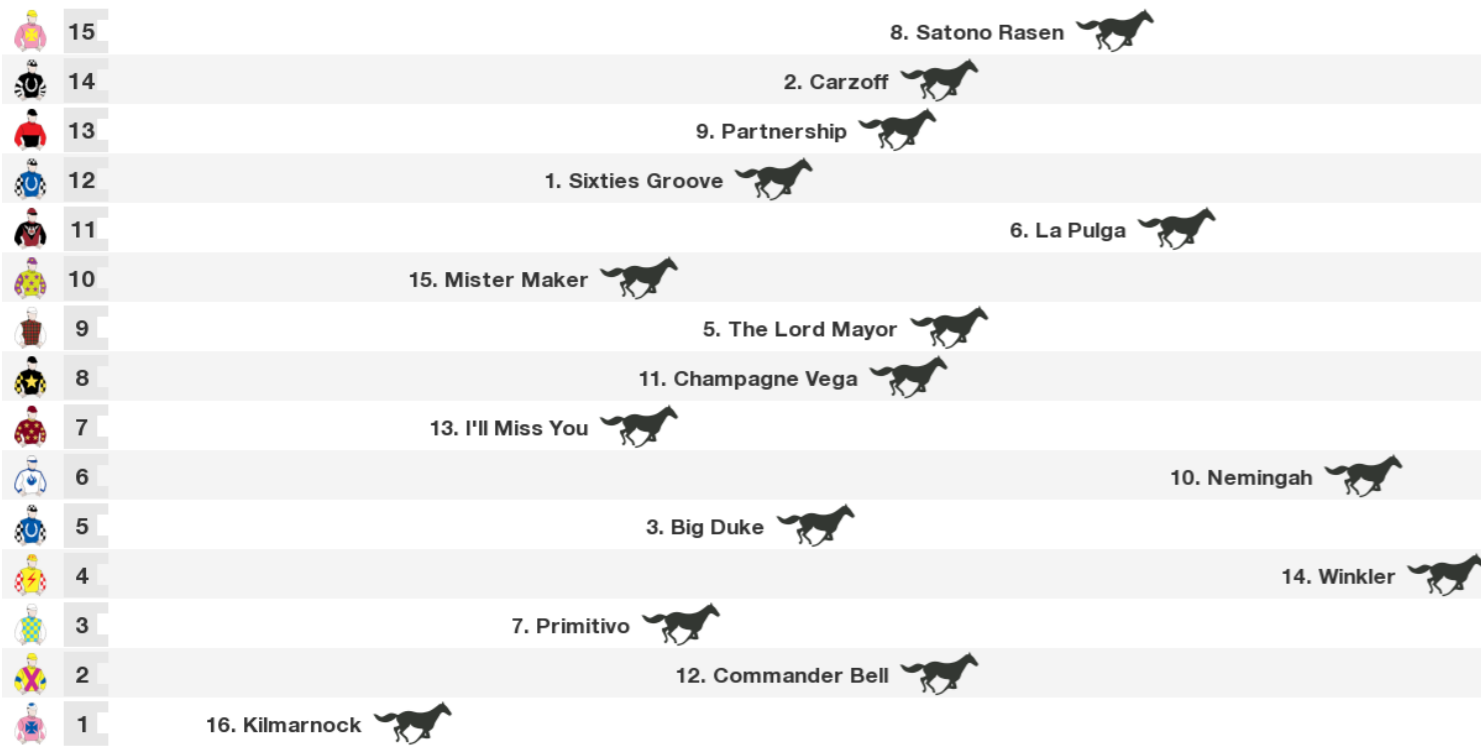 15 8. Satono Rasen
14 2. Carzoff
13 9. Partnership
12 1. Sixties Groove
11 6. La Pulga
10 15. Mister Maker
9 5. The Lord Mayor
8 11. Champagne Vega
7 13. I'll Miss You
6 10. Nemingah
5 3. Big Duke
4 14. Winkler
3 7. Primitivo
2 12. Commander Bell
1 16. Kilmarnock